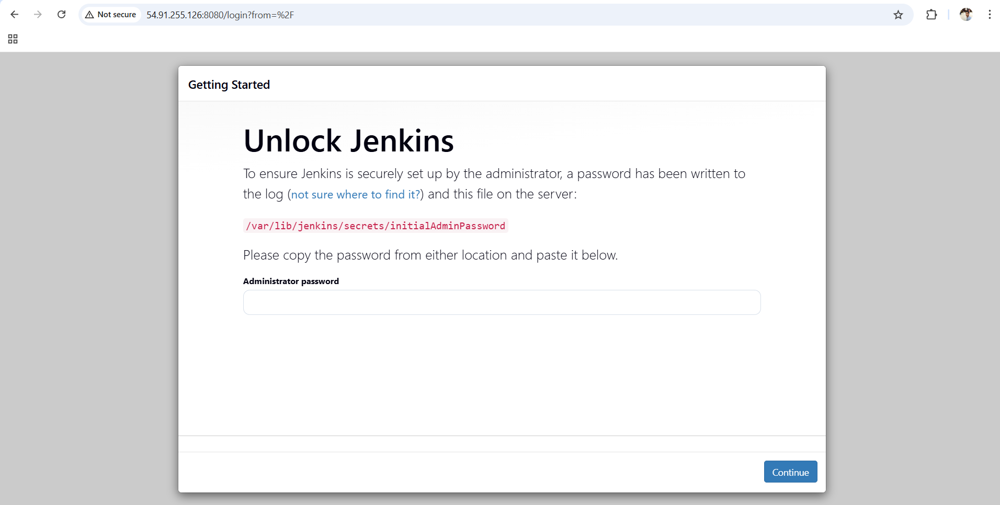 Not secure 54.91.255.126:8080/login?from=%2F
Getting Started
Unlock Jenkins
To ensure Jenkins is securely set up by the administrator, a password has been written to
the log (not sure where to find it?) and this file on the server:
/var/lib/jenkins/secrets/initialAdminPassword
Please copy the password from either location and paste it below.
Administrator password
Continue